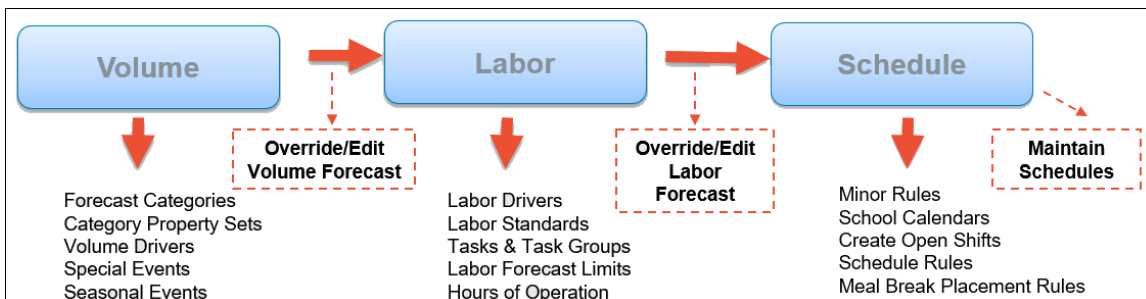 Volume
Labor
Schedule
Override/Edit
Volume Forecast
Override/Edit
Labor
Forecast
Maintain
Schedules
Forecast Categories
Category Property Sets
Volume Drivers
Special Events
Seasonal Events
Labor Drivers
Labor Standards
Tasks & Task Groups
Labor Forecast Limits
Hours of Operation
Minor Rules
School Calendars
Create Open Shifts
Schedule Rules
Meal Break Placement Rules